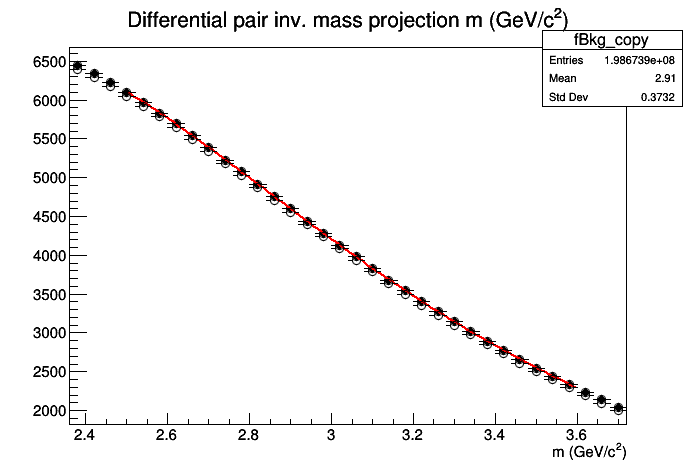 Differential pair inv. mass projection m (GeV/c²)
fBkg_copy
Entries 1.986739e+08
Mean 2.91
Std Dev 0.3732
6500
6000
5500
5000
4500
4000
3500
3000
2500
2000
2.4 2.6 2.8 3 3.2 3.4 3.6
m (GeV/c²)